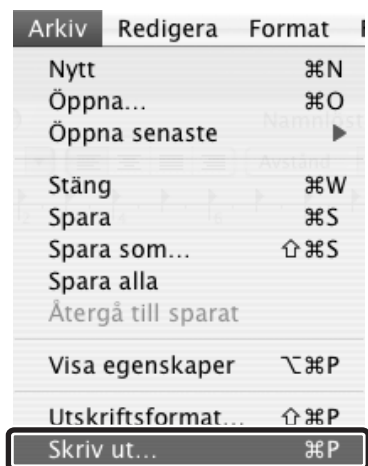 Arkiv Redigera Format
Nytt ⌘N
Öppna... ⌘O
Öppna senaste ▶
Stäng ⌘W
Spara ⌘S
Spara som... ⇧⌘S
Spara alla
Återgå till sparat
Visa egenskaper ⌥⌘P
Utskriftsformat... ⇧⌘P
Skriv ut... ⌘P